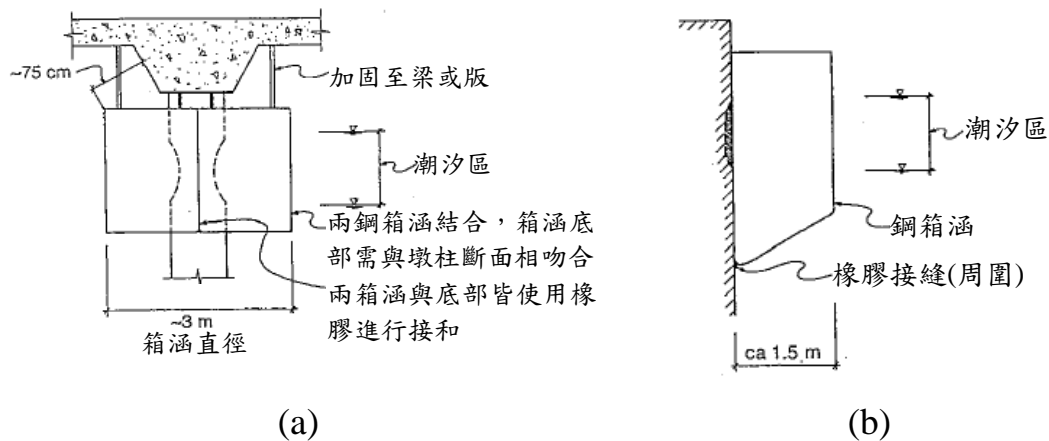 ~75 cm
加固至梁或版
潮汐區
兩鋼箱涵結合，箱涵底
部需與墩柱斷面相吻合
兩箱涵與底部皆使用橡
膠進行接和
~3 m
箱涵直徑
(a)
潮汐區
鋼箱涵
橡膠接縫(周圍)
ca 1.5 m
(b)